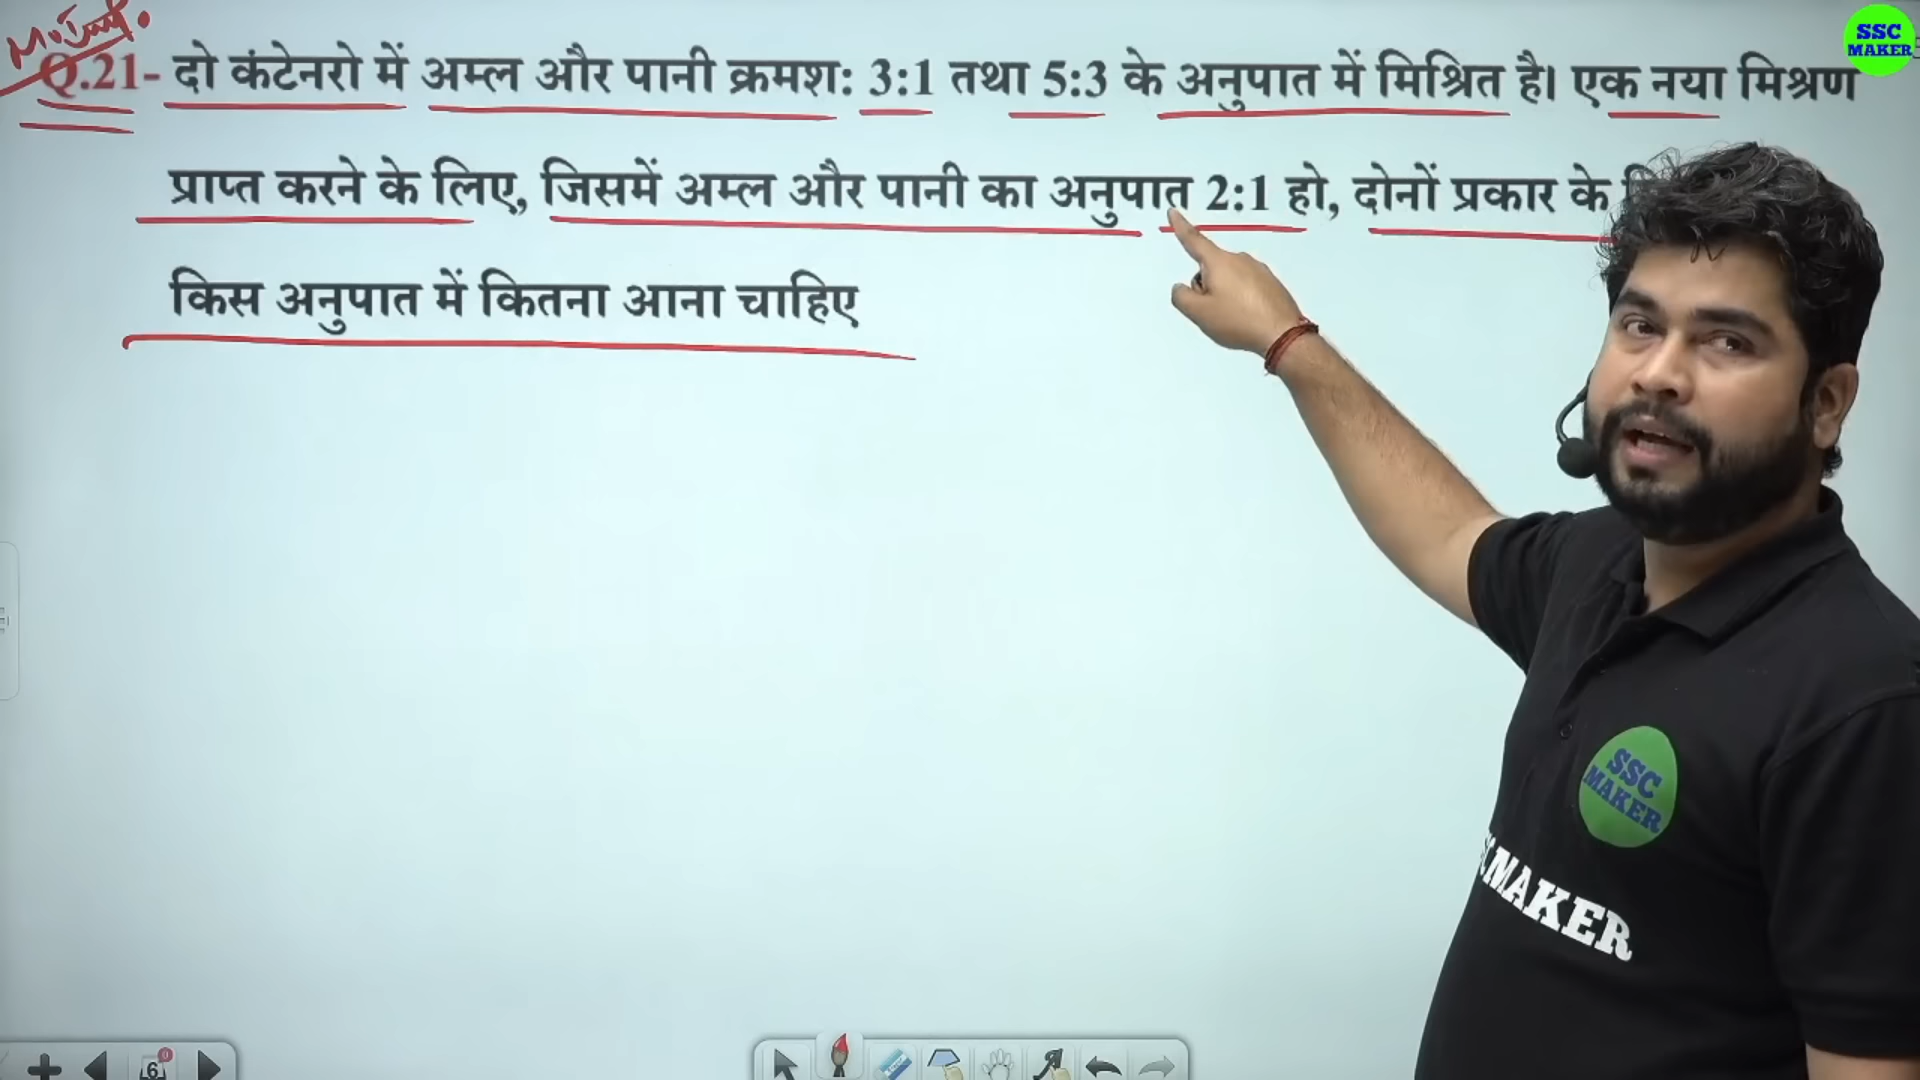 SSC
MAKER
Q.21- दो कंटेनरो में अम्ल और पानी क्रमश: 3:1 तथा 5:3 के अनुपात में मिश्रित है। एक नया मिश्रण
प्राप्त करने के लिए, जिसमें अम्ल और पानी का अनुपात 2:1 हो, दोनों प्रकार के
किस अनुपात में कितना आना चाहिए
SSC
MAKER
MAKER
6
0